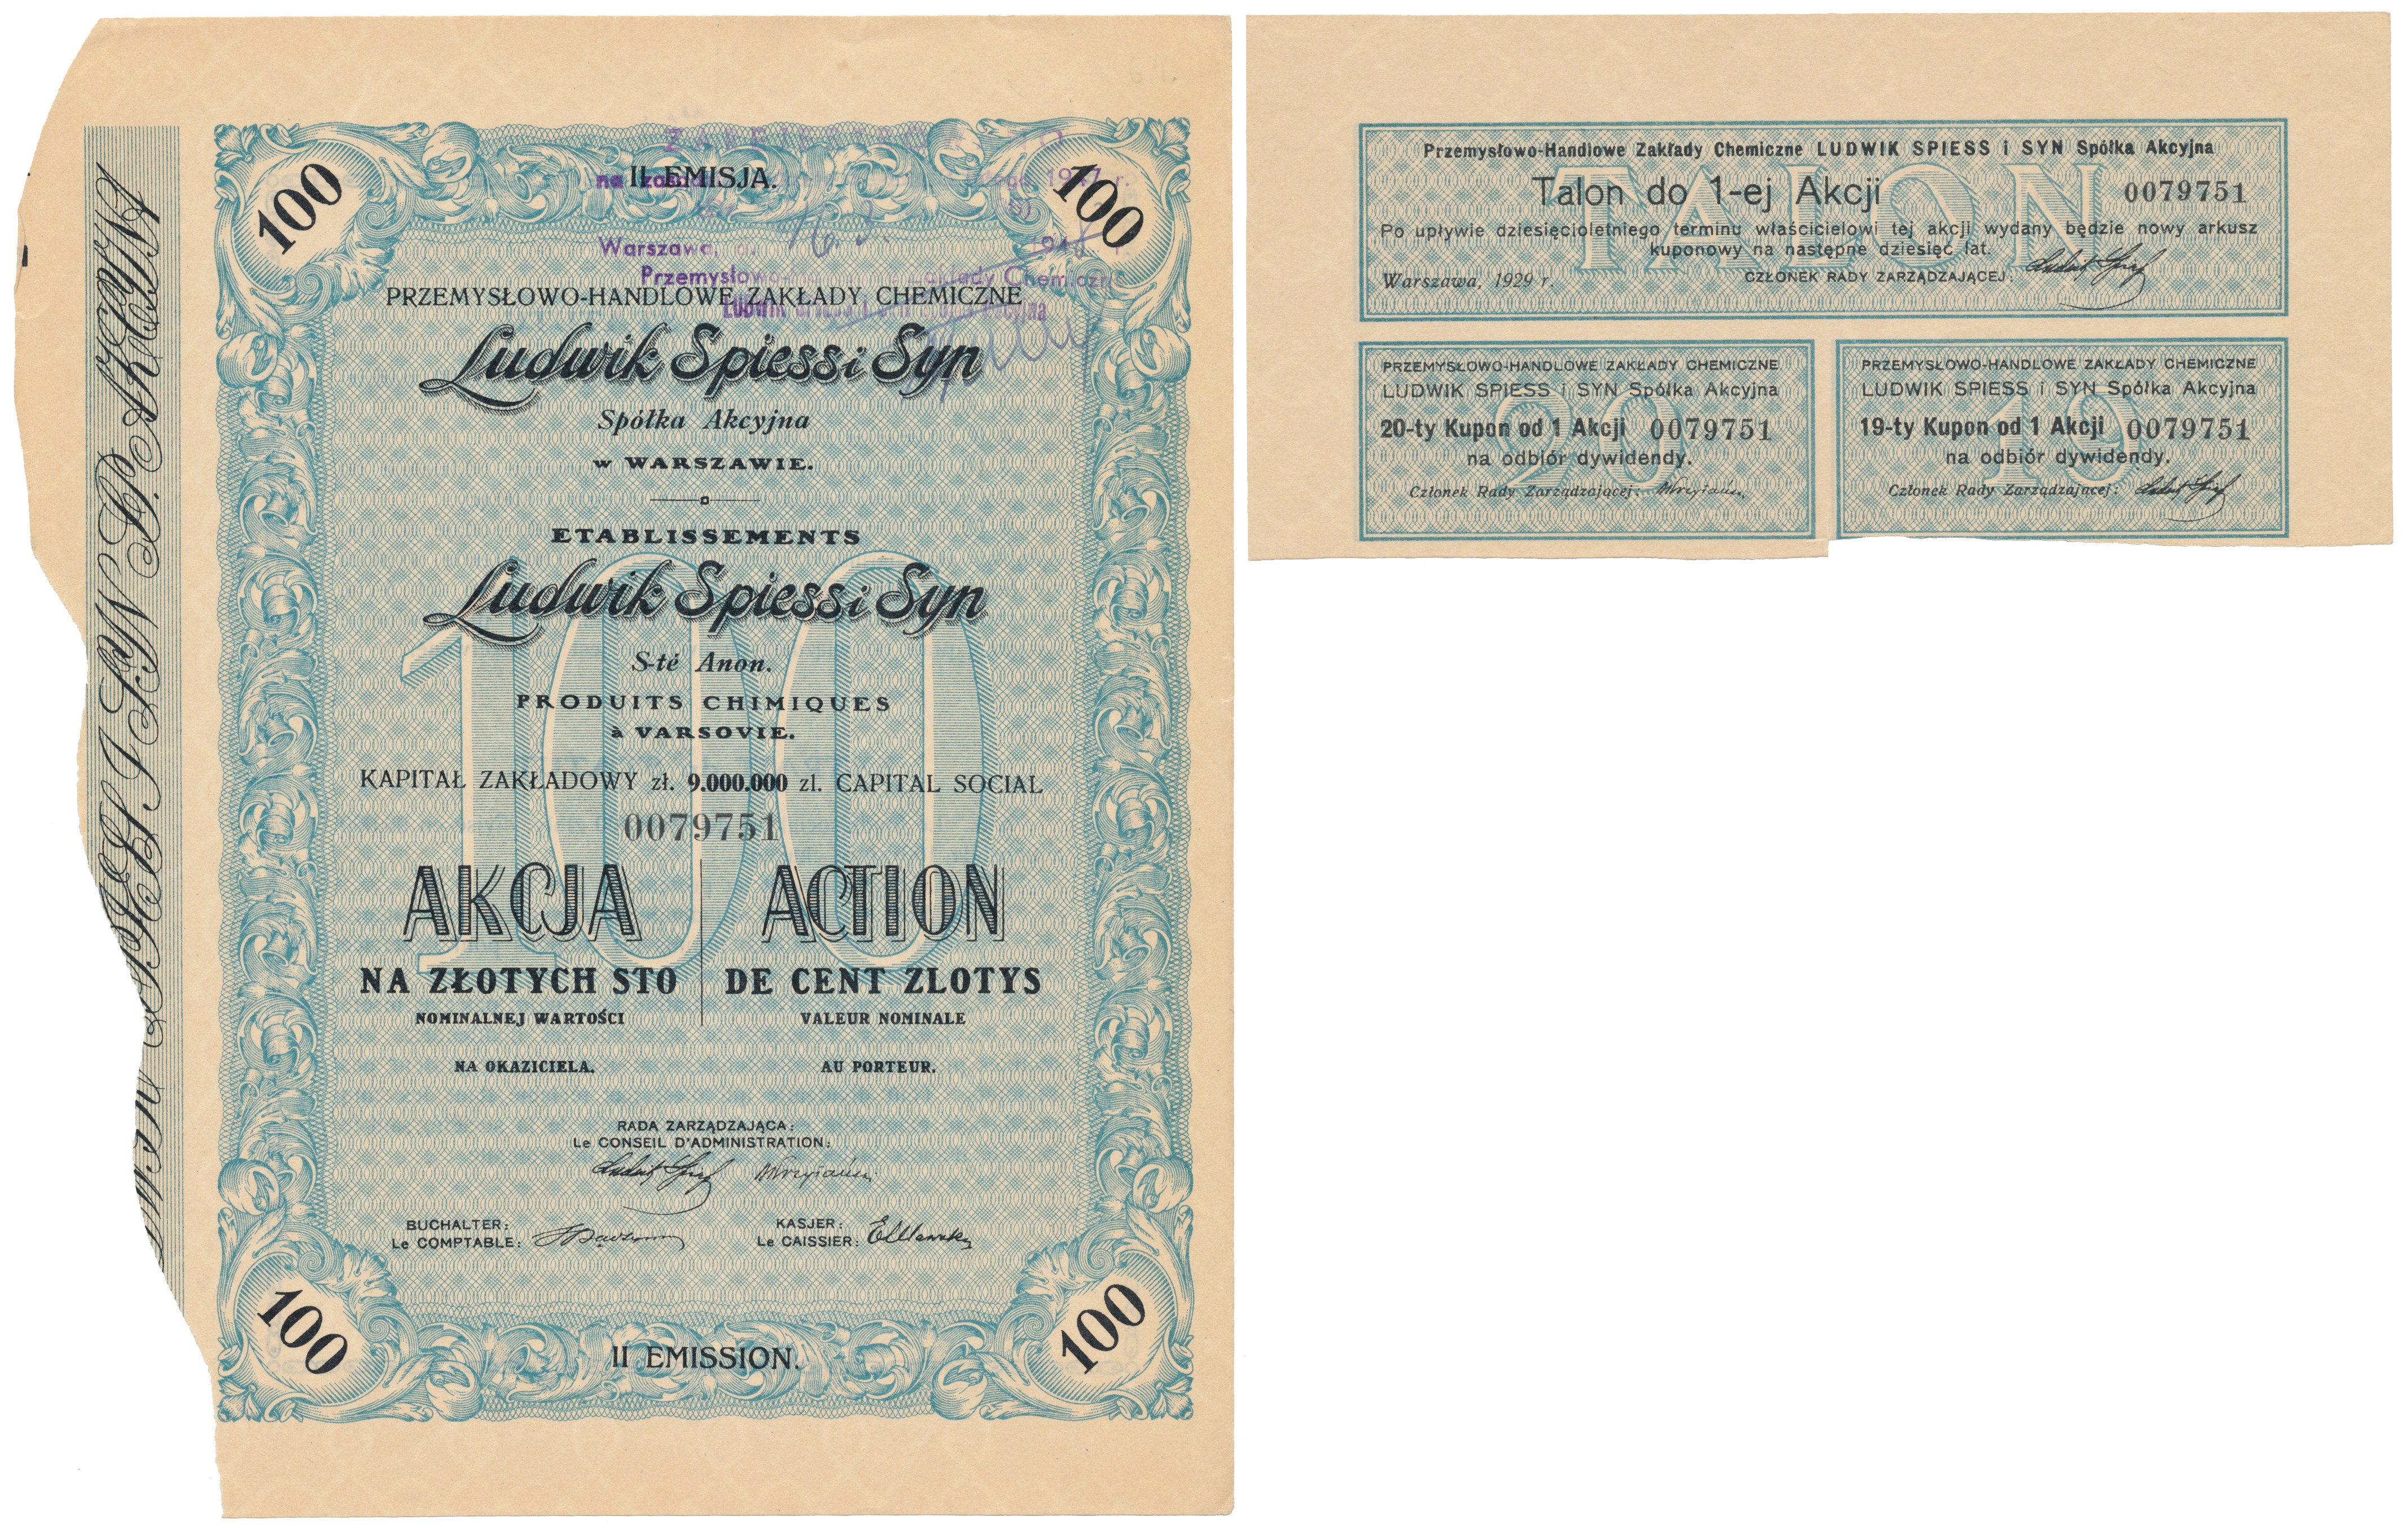 100
II EMISJA.
100
1947 r.
Warszawa,
PRZEMYSŁOWO-HANDLOWE ZAKŁADY CHEMICZNE
Ludwik Spiess i Syn
Spółka Akcyjna
w WARSZAWIE.
ETABLISSEMENTS
Ludwik Spiess i Syn
S-té Anon.
PRODUITS CHIMIQUES
à VARSOVIE.
KAPITAŁ ZAKŁADOWY zł. 9.000.000 zl. CAPITAL SOCIAL
0079751
100
AKCJA
NA ZŁOTYCH STO
NOMINALNEJ WARTOŚCI
NA OKAZICIELA.
ACTION
DE CENT ZLOTYS
VALEUR NOMINALE
AU PORTEUR.
RADA ZARZĄDZAJĄCA:
Le CONSEIL D'ADMINISTRATION:
BUCHALTER:
Le COMPTABLE:
KASJER:
Le CAISSIER:
100
II EMISSION.
100
TALON
Przemysłowo-Handlowe Zakłady Chemiczne LUDWIK SPIESS i SYN Spółka Akcyjna
Talon do 1-ej Akcji 0079751
Po upływie dziesięcioletniego terminu właścicielowi tej akcji wydany będzie nowy arkusz
kuponowy na następne dziesięć lat.
Warszawa, 1929 r. CZŁONEK RADY ZARZĄDZAJĄCEJ:
PRZEMYSŁOWO-HANDLOWE ZAKŁADY CHEMICZNE
LUDWIK SPIESS i SYN Spółka Akcyjna
20
20-ty Kupon od 1 Akcji 0079751
na odbiór dywidendy.
Członek Rady Zarządzającej:
PRZEMYSŁOWO-HANDLOWE ZAKŁADY CHEMICZNE
LUDWIK SPIESS i SYN Spółka Akcyjna
19
19-ty Kupon od 1 Akcji 0079751
na odbiór dywidendy.
Członek Rady Zarządzającej: